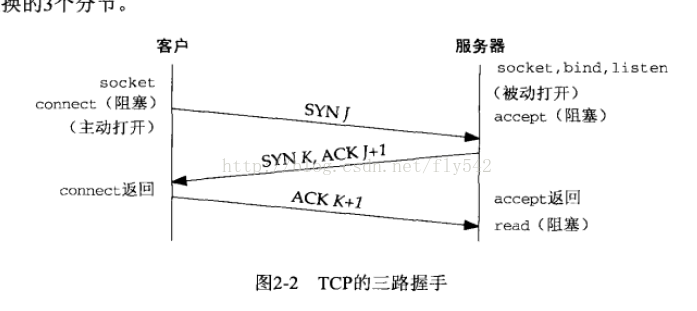 换的3个分节。
客户
服务器
socket
connect（阻塞）
（主动打开）
socket,bind,listen
（被动打开）
accept（阻塞）
SYN J
SYN K, ACK J+1
http://blog.csdn.net/fly542
connect返回
ACK K+1
accept返回
read（阻塞）
图2-2 TCP的三路握手